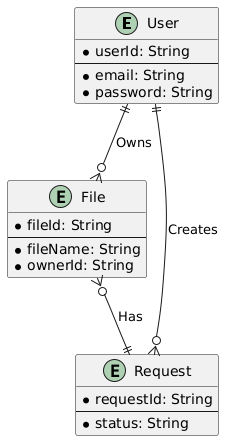 E User
* userId: String
* email: String
* password: String
Owns
E File
* fileId: String
* fileName: String
* ownerId: String
Creates
Has
E Request
* requestId: String
* status: String